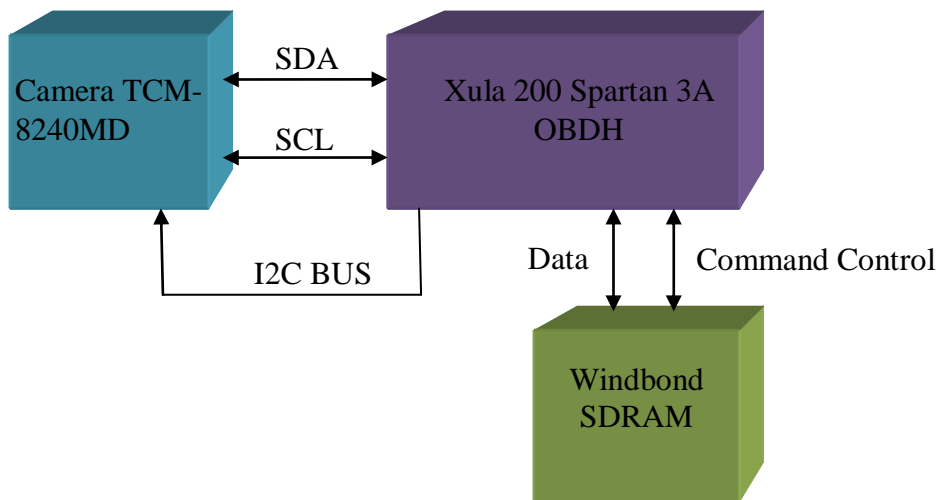 SDA
Camera TCM-
8240MD
Xula 200 Spartan 3A
OBDH
SCL
I2C BUS
Data
Command Control
Windbond
SDRAM